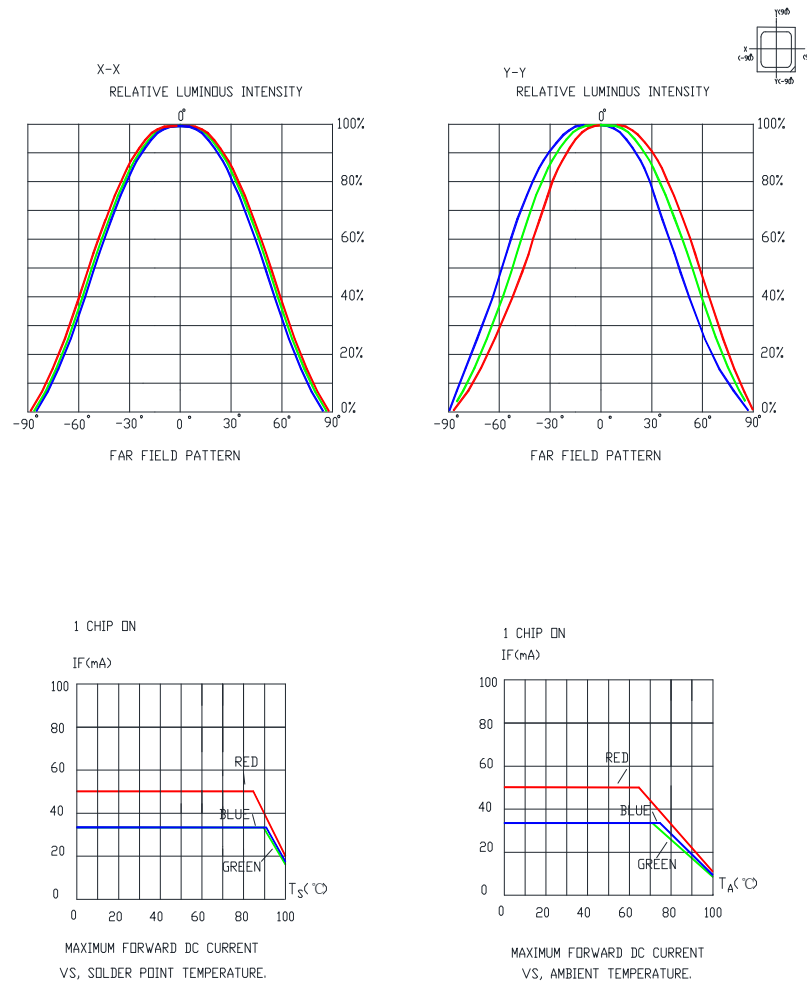 Y(90°)
X
(-90°)
Y(-90°)
X-X
RELATIVE LUMINOUS INTENSITY
0°
100%
80%
60%
40%
20%
0%
-90° -60° -30° 0° 30° 60° 90°
FAR FIELD PATTERN
Y-Y
RELATIVE LUMINOUS INTENSITY
0°
100%
80%
60%
40%
20%
0%
-90° -60° -30° 0° 30° 60° 90°
FAR FIELD PATTERN
1 CHIP ON
IF(mA)
100
80
60
40
20
0
RED
BLUE
GREEN
TS(℃)
0 20 40 60 80 100
MAXIMUM FORWARD DC CURRENT
VS, SOLDER POINT TEMPERATURE.
1 CHIP ON
IF(mA)
100
80
60
40
20
0
RED
BLUE
GREEN
TA(℃)
0 20 40 60 80 100
MAXIMUM FORWARD DC CURRENT
VS, AMBIENT TEMPERATURE.